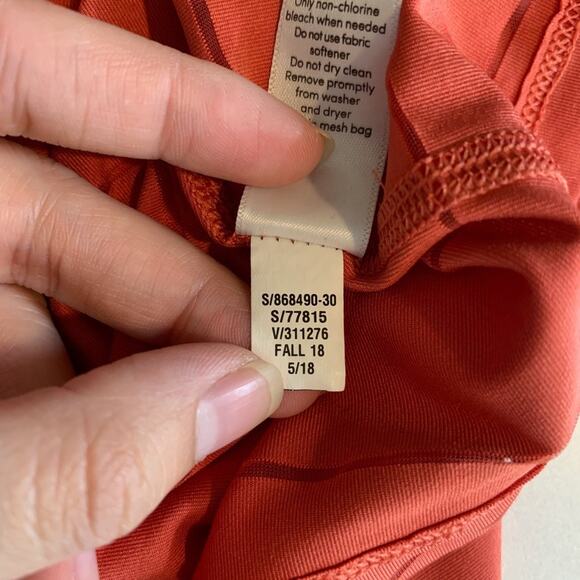 Only non-chlorine
bleach when needed
Do not use fabric
softener
Do not dry clean
Remove promptly
from washer
and dryer
mesh bag
S/868490-30
S/77815
V/311276
FALL 18
5/18